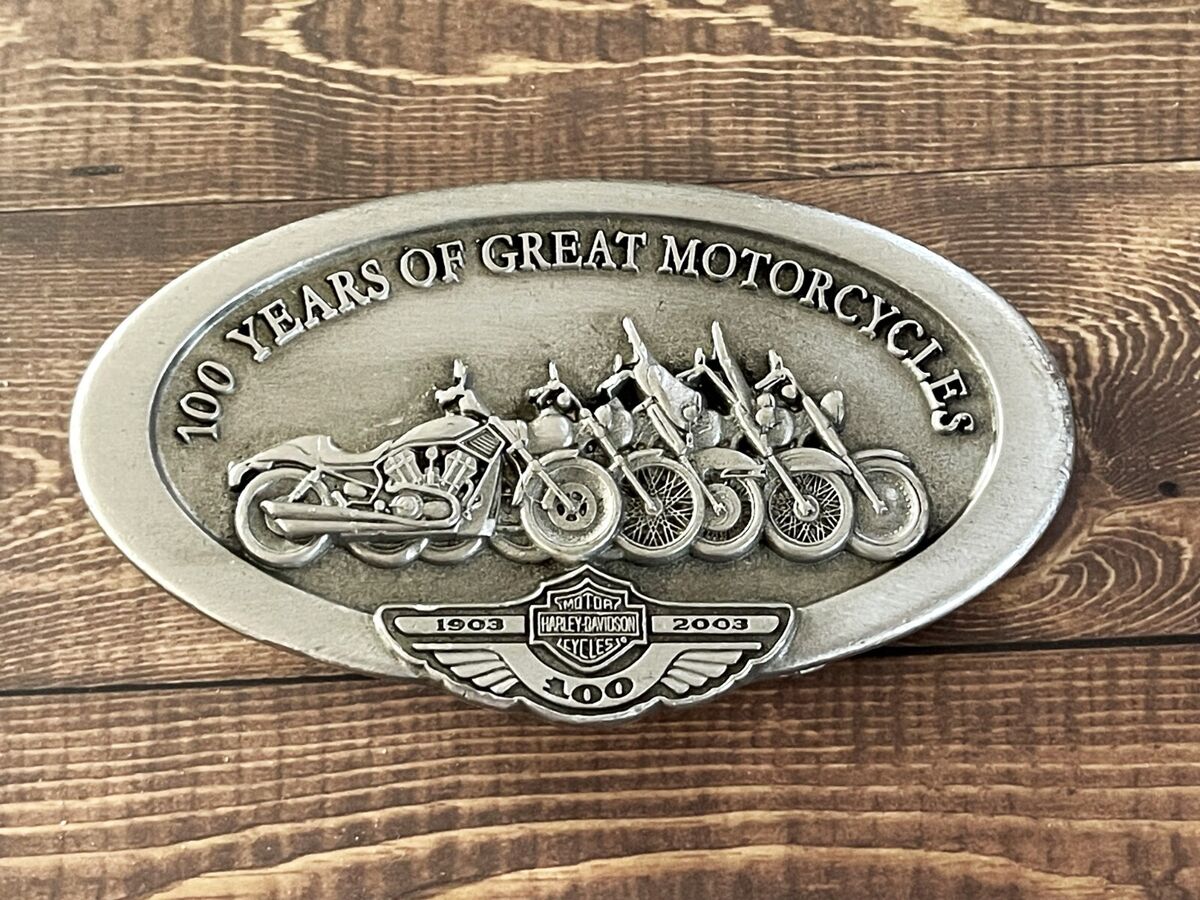 100 YEARS OF GREAT MOTORCYCLES
MOTOR
1903 HARLEY-DAVIDSON 2003
CYCLES®
100